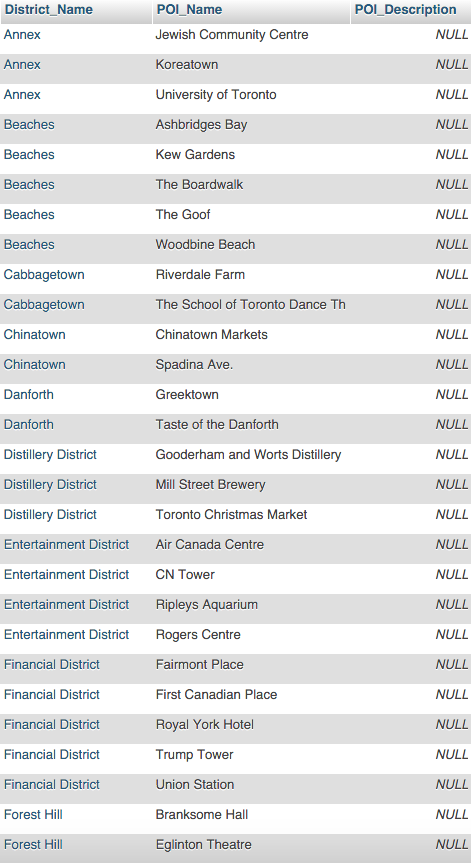 District_Name POI_Name POI_Description
Annex Jewish Community Centre NULL
Annex Koreatown NULL
Annex University of Toronto NULL
Beaches Ashbridges Bay NULL
Beaches Kew Gardens NULL
Beaches The Boardwalk NULL
Beaches The Goof NULL
Beaches Woodbine Beach NULL
Cabbagetown Riverdale Farm NULL
Cabbagetown The School of Toronto Dance Th NULL
Chinatown Chinatown Markets NULL
Chinatown Spadina Ave. NULL
Danforth Greektown NULL
Danforth Taste of the Danforth NULL
Distillery District Gooderham and Worts Distillery NULL
Distillery District Mill Street Brewery NULL
Distillery District Toronto Christmas Market NULL
Entertainment District Air Canada Centre NULL
Entertainment District CN Tower NULL
Entertainment District Ripleys Aquarium NULL
Entertainment District Rogers Centre NULL
Financial District Fairmont Place NULL
Financial District First Canadian Place NULL
Financial District Royal York Hotel NULL
Financial District Trump Tower NULL
Financial District Union Station NULL
Forest Hill Branksome Hall NULL
Forest Hill Eglinton Theatre NULL